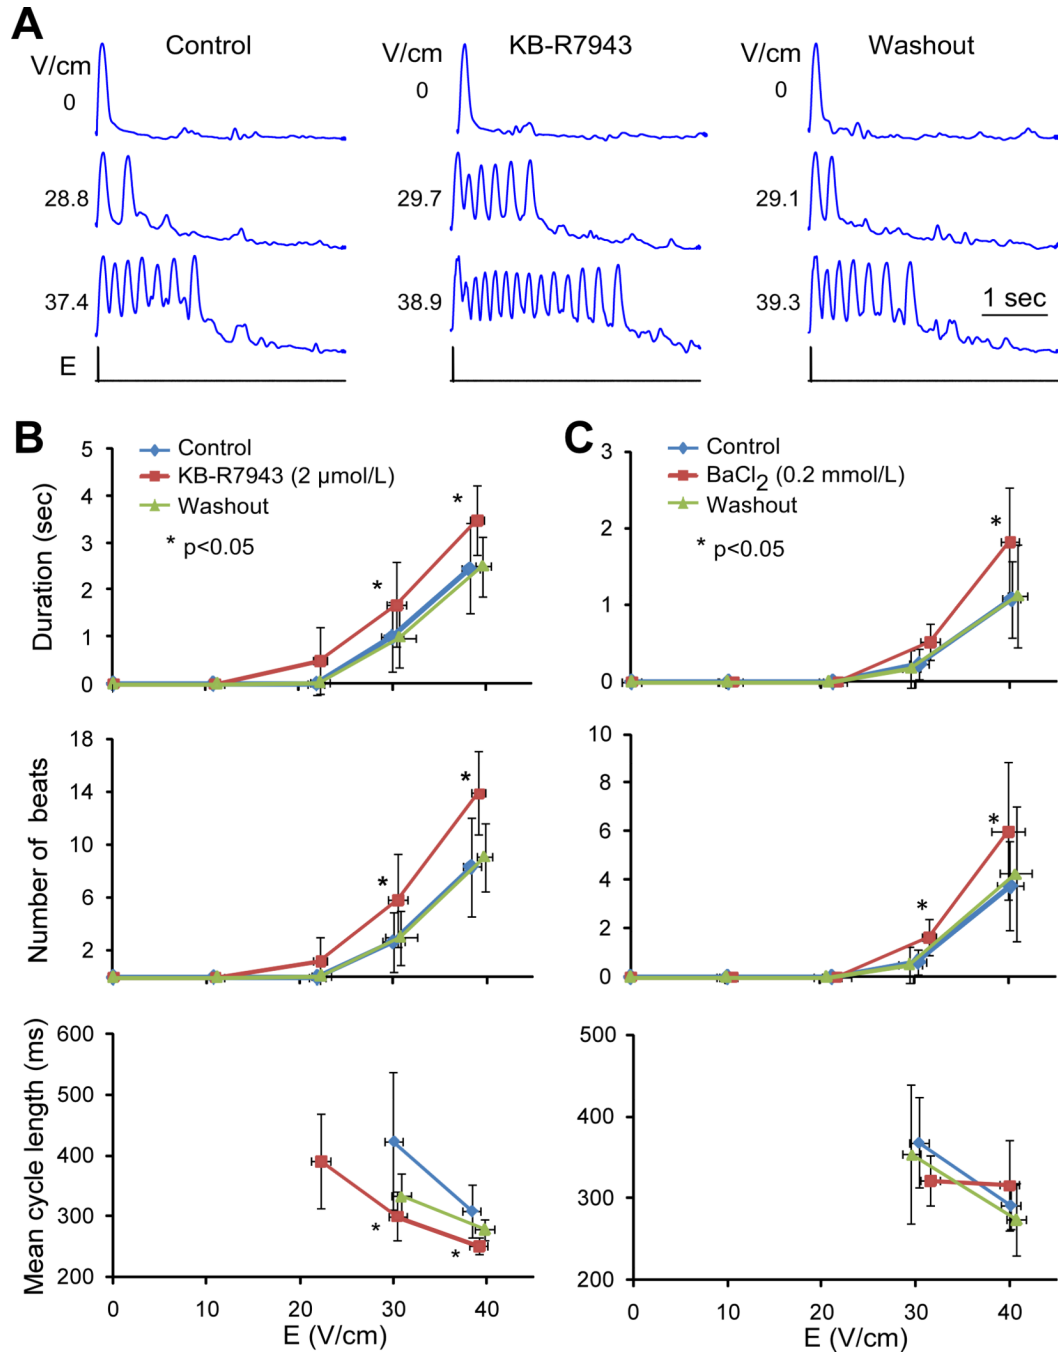 A
Control
KB-R7943
Washout
V/cm
V/cm
V/cm
0
0
0
28.8
29.7
29.1
37.4
38.9
39.3
1 sec
E
B
C
Control
KB-R7943 (2 μmol/L)
Washout
* p<0.05
Control
BaCl2 (0.2 mmol/L)
Washout
* p<0.05
Duration (sec)
5
4
3
2
1
0
*
*
3
2
1
0
*
Number of beats
18
14
10
6
2
*
*
10
8
6
4
2
0
*
*
Mean cycle length (ms)
600
500
400
300
200
*
*
0
10
20
30
40
E (V/cm)
500
400
300
200
0
10
20
30
40
E (V/cm)